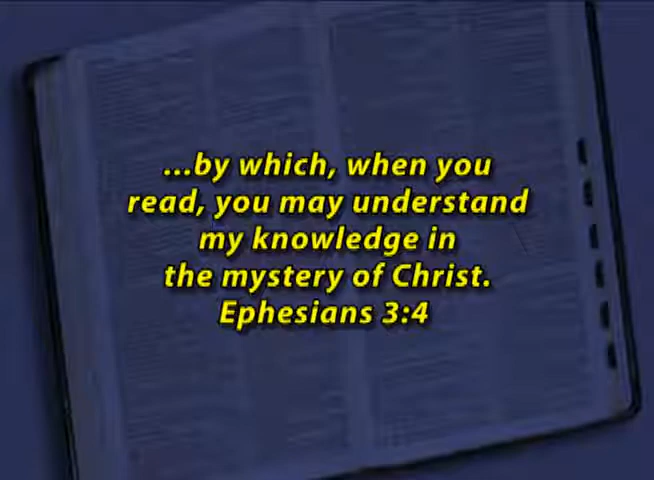 ...by which, when you
read, you may understand
my knowledge in
the mystery of Christ.
Ephesians 3:4